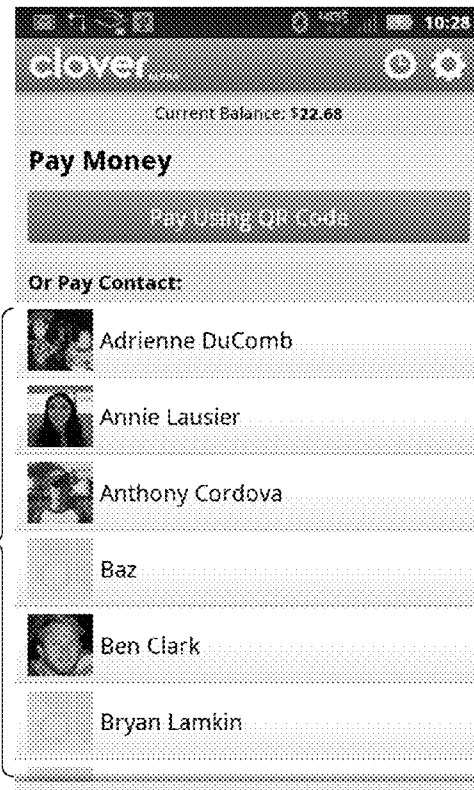 10:28
clover
Current Balance: $22.68
Pay Money
Pay Using QR Code
Or Pay Contact:
Adrienne DuComb
Annie Lausier
Anthony Cordova
Baz
Ben Clark
Bryan Lamkin